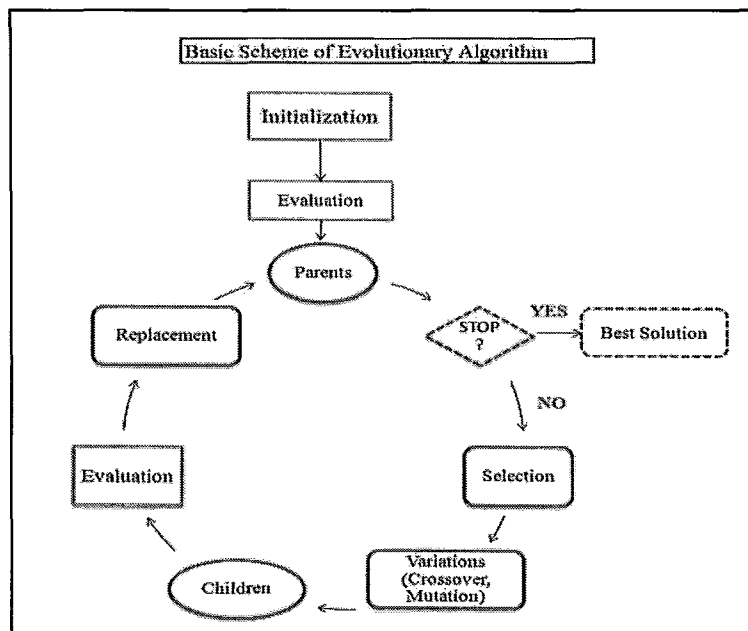 Basic Scheme of Evolutionary Algorithm
Initialization
Evaluation
Parents
STOP
?
YES
Best Solution
NO
Selection
Variations
(Crossover,
Mutation)
Children
Evaluation
Replacement